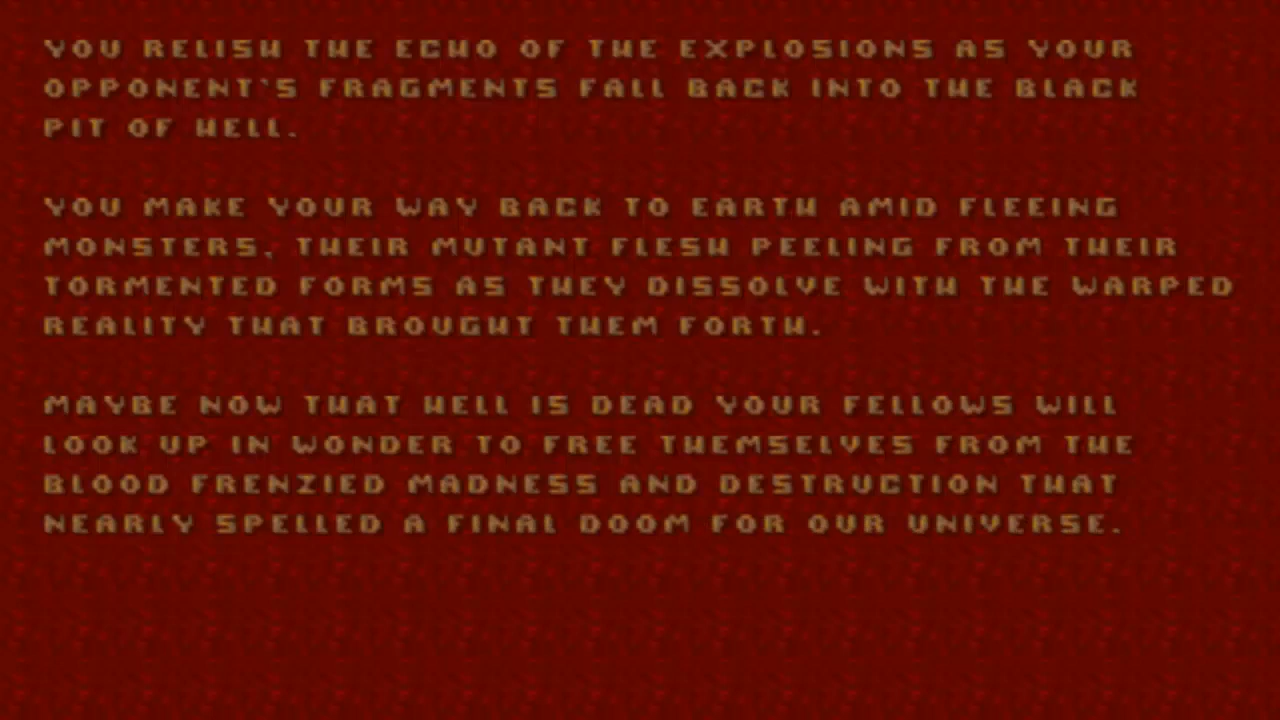 YOU RELISH THE ECHO OF THE EXPLOSIONS AS YOUR
OPPONENT'S FRAGMENTS FALL BACK INTO THE BLACK
PIT OF HELL.
YOU MAKE YOUR WAY BACK TO EARTH AMID FLEEING
MONSTERS, THEIR MUTANT FLESH PEELING FROM THEIR
TORMENTED FORMS AS THEY DISSOLVE WITH THE WARPED
REALITY THAT BROUGHT THEM FORTH.
MAYBE NOW THAT HELL IS DEAD YOUR FELLOWS WILL
LOOK UP IN WONDER TO FREE THEMSELVES FROM THE
BLOOD FRENZIED MADNESS AND DESTRUCTION THAT
NEARLY SPELLED A FINAL DOOM FOR OUR UNIVERSE.